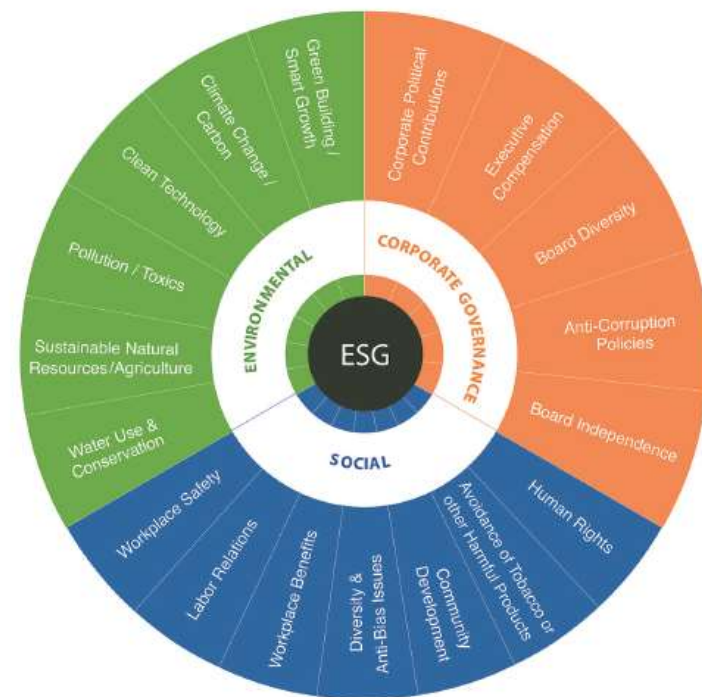 Green Building /
Smart Growth
Climate Change /
Carbon
Clean Technology
Pollution / Toxics
Sustainable Natural
Resources/Agriculture
Water Use &
Conservation
Corporate Political
Contributions
Executive
Compensation
Board Diversity
Anti-Corruption
Policies
Board Independence
ENVIRONMENTAL
CORPORATE GOVERNANCE
ESG
SOCIAL
Workplace Safety
Labor Relations
Workplace Benefits
Diversity &
Anti-Bias Issues
Community
Development
Avoidance of Tobacco or
other Harmful Products
Human Rights